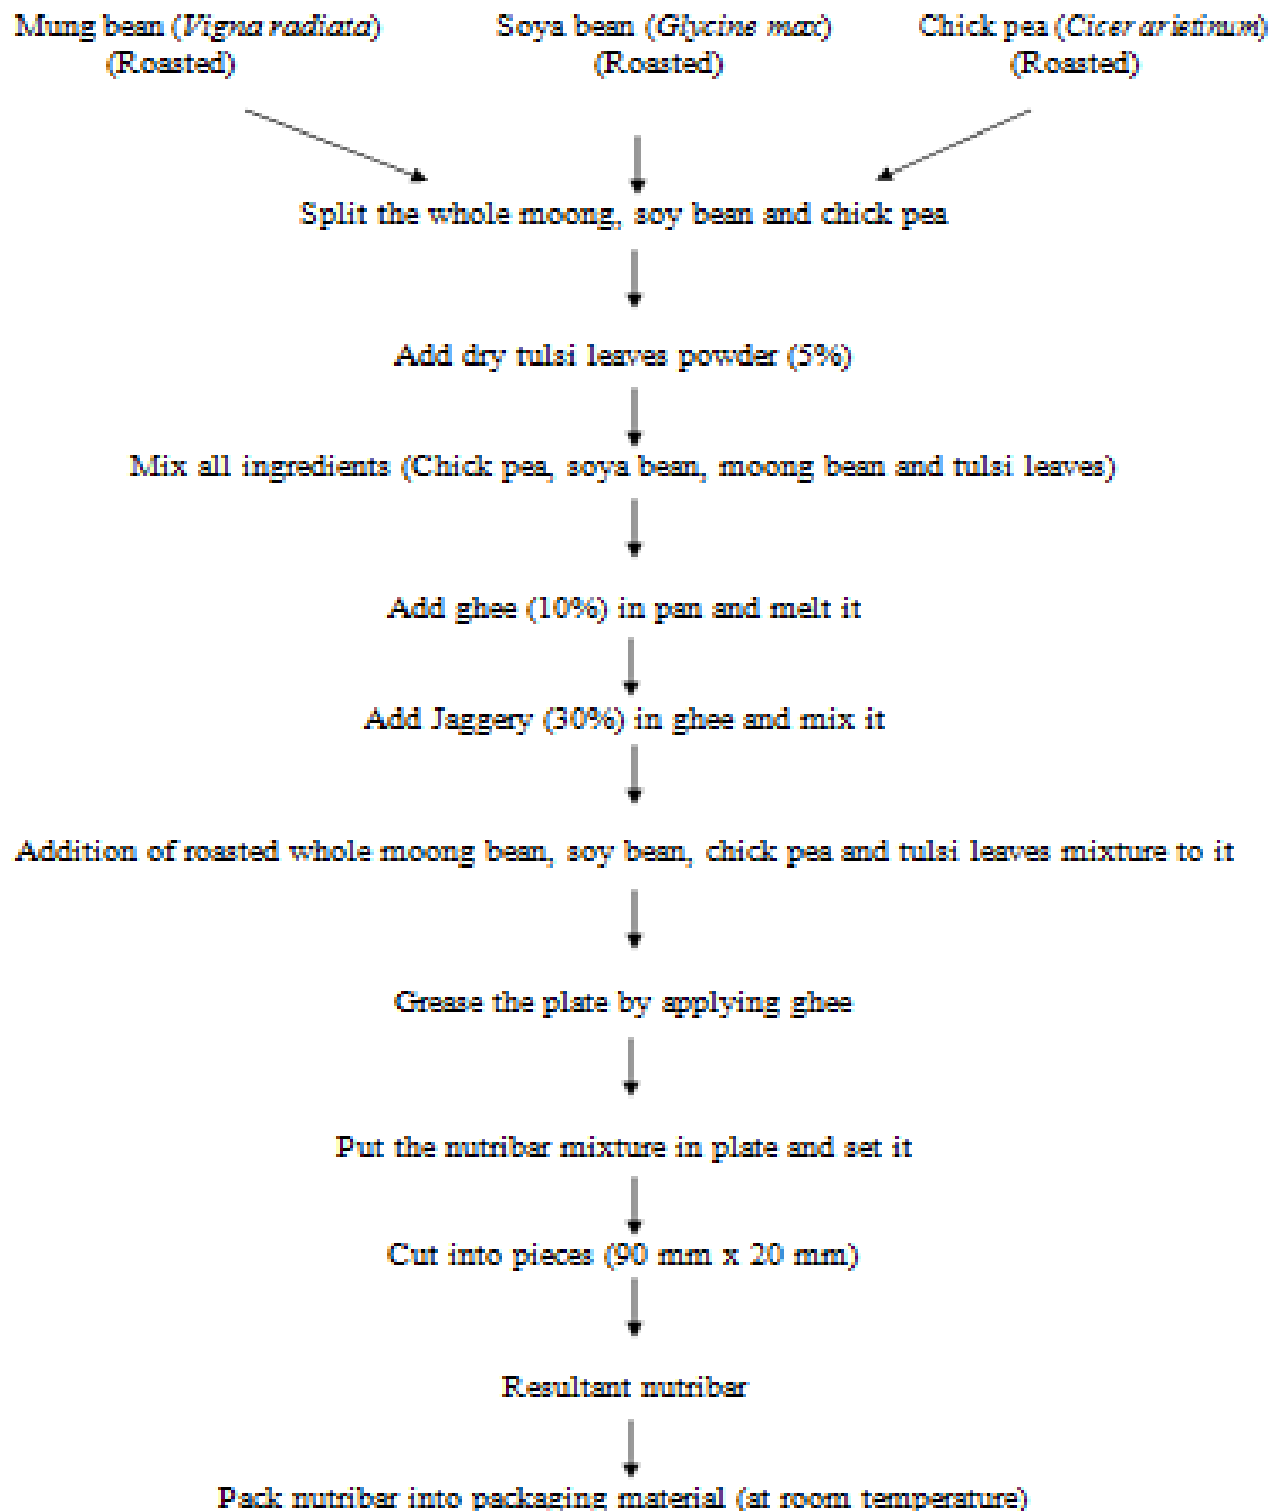 Mung bean (Vigna radiata) Soya bean (Glycine max) Chick pea (Cicer arietinum)
(Roasted) (Roasted) (Roasted)
Split the whole moong, soy bean and chick pea
Add dry tulsi leaves powder (5%)
Mix all ingredients (Chick pea, soya bean, moong bean and tulsi leaves)
Add ghee (10%) in pan and melt it
Add Jaggery (30%) in ghee and mix it
Addition of roasted whole moong bean, soy bean, chick pea and tulsi leaves mixture to it
Grease the plate by applying ghee
Put the nutribar mixture in plate and set it
Cut into pieces (90 mm x 20 mm)
Resultant nutribar
Pack nutribar into packaging material (at room temperature)